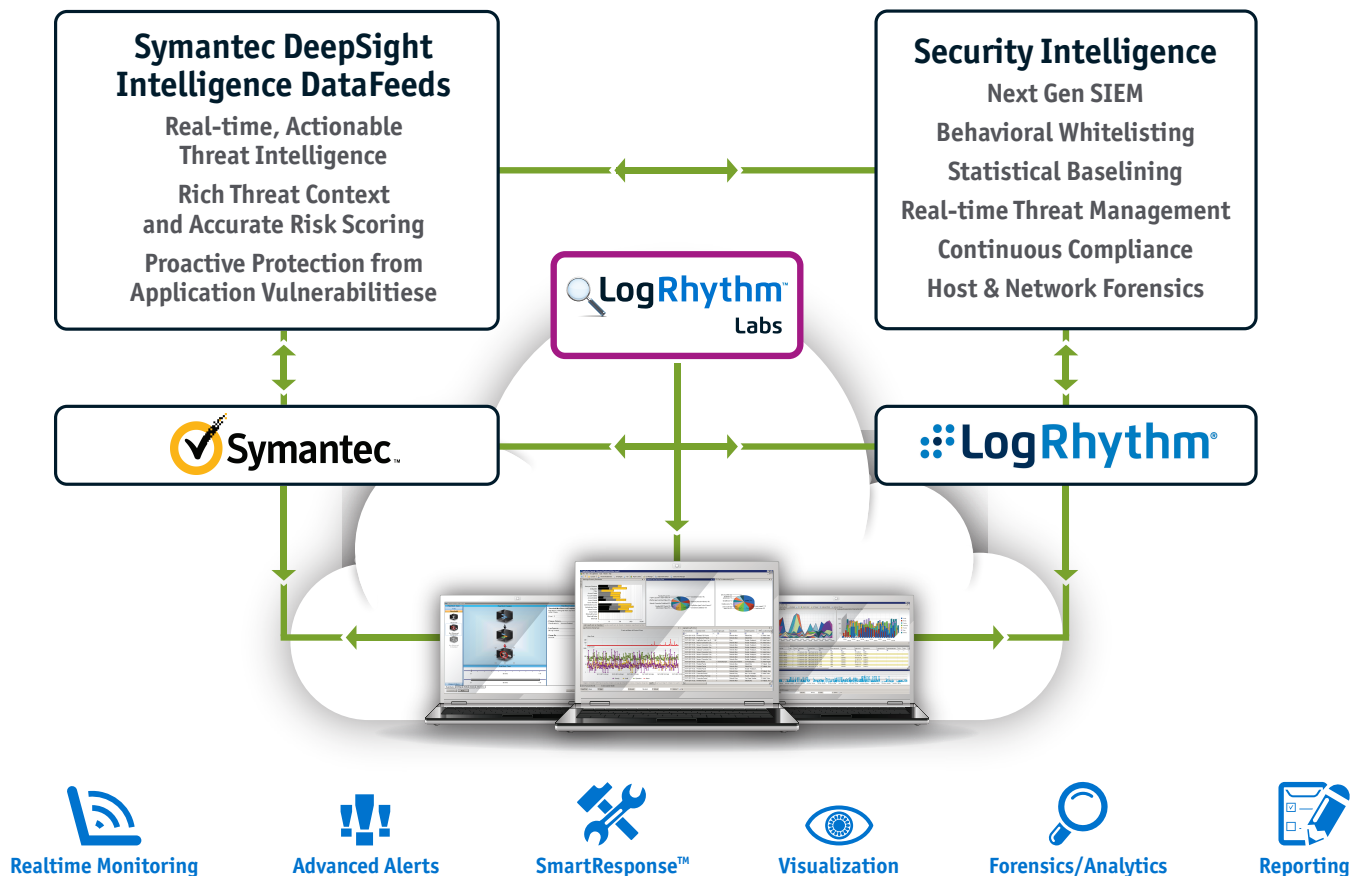 Symantec DeepSight
Intelligence DataFeeds
Real-time, Actionable
Threat Intelligence
Rich Threat Context
and Accurate Risk Scoring
Proactive Protection from
Application Vulnerabilitiese
Security Intelligence
Next Gen SIEM
Behavioral Whitelisting
Statistical Baselining
Real-time Threat Management
Continuous Compliance
Host & Network Forensics
LogRhythm™
Labs
Symantec™
LogRhythm®
Realtime Monitoring
Advanced Alerts
SmartResponse™
Visualization
Forensics/Analytics
Reporting